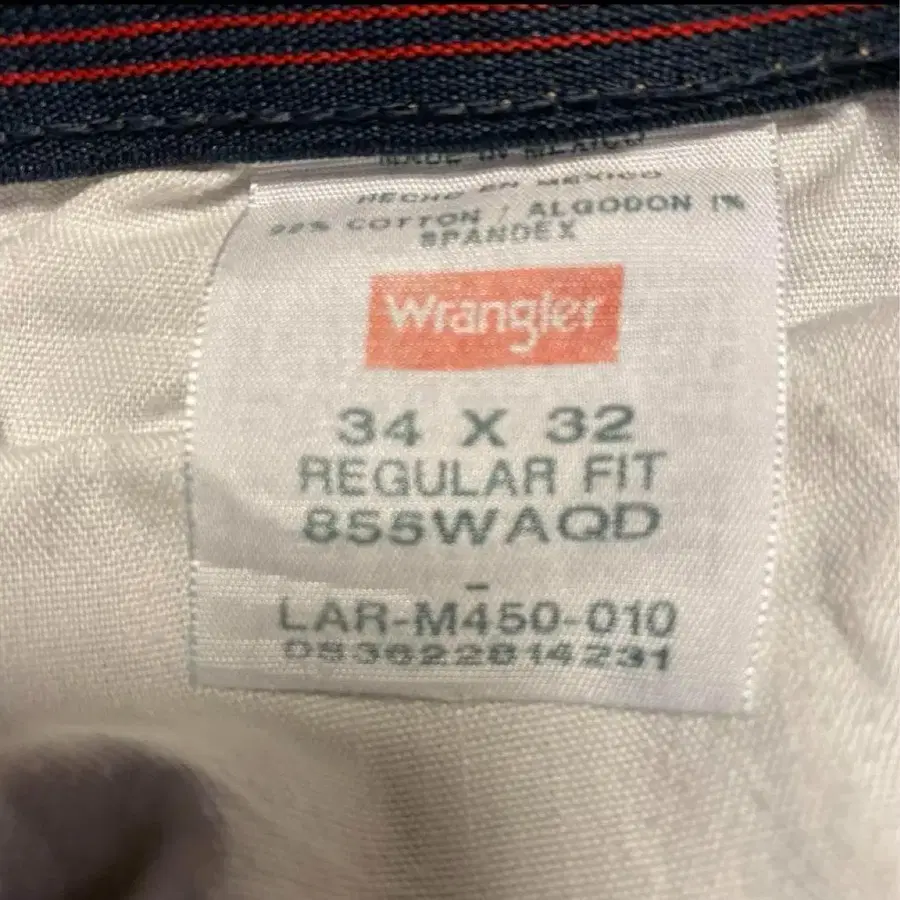 MADE IN MEXICO
HECHO EN MEXICO
COTTON / ALGODON 1%
SPANDEX
Wrangler
34 X 32
REGULAR FIT
855WAQD
-
LAR-M450-010